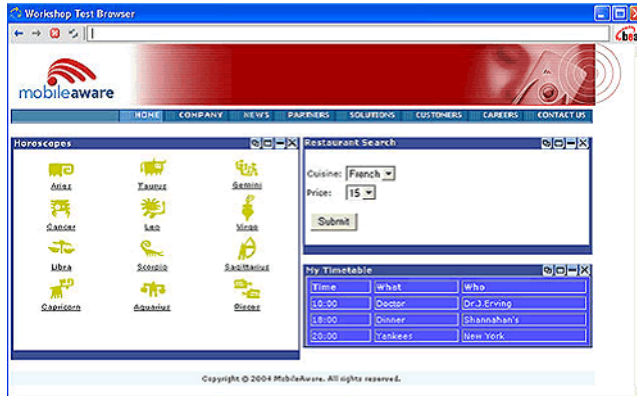 Workshop Test Browser
bea
mobileaware
HOME COMPANY NEWS PARTNERS SOLUTIONS CUSTOMERS CAREERS CONTACT US
Horoscopes
Aries Taurus Gemini
Cancer Leo Virgo
Libra Scorpio Sagittarius
Capricorn Aquarius Pisces
Restaurant Search
Cuisine: French
Price: 15
Submit
My Timetable
Time What Who
10:00 Doctor Dr.J.Erving
18:00 Dinner Shannahan's
20:00 Yankees New York
Copyright © 2004 MobileAware. All rights reserved.